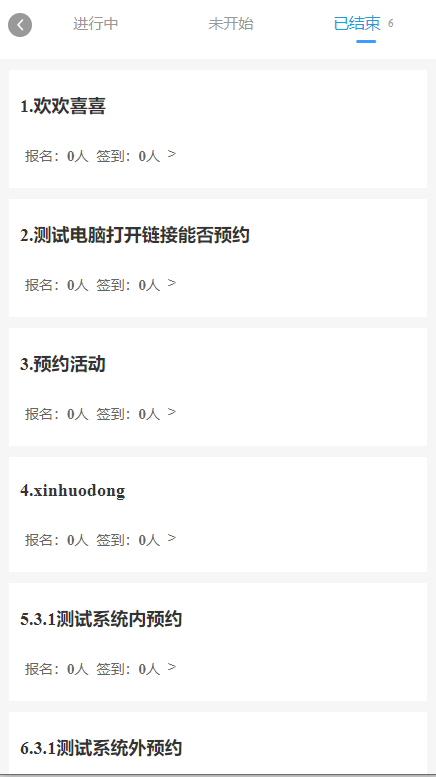 进行中 未开始 已结束 6
1.欢欢喜喜
报名：0人 签到：0人 >
2.测试电脑打开链接能否预约
报名：0人 签到：0人 >
3.预约活动
报名：0人 签到：0人 >
4.xinhuodong
报名：0人 签到：0人 >
5.3.1测试系统内预约
报名：0人 签到：0人 >
6.3.1测试系统外预约